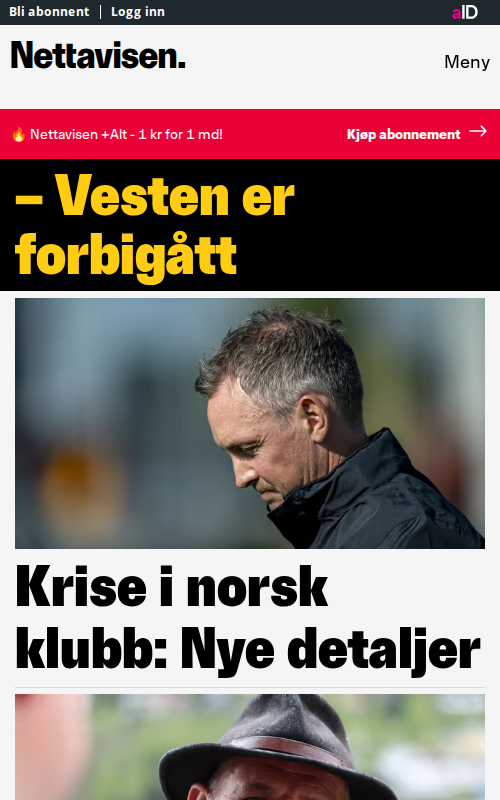 Bli abonnent | Logg inn
aID
Nettavisen.
Meny
🔥 Nettavisen +Alt - 1 kr for 1 md!
Kjøp abonnement →
– Vesten er
forbigått
Krise i norsk
klubb: Nye detaljer